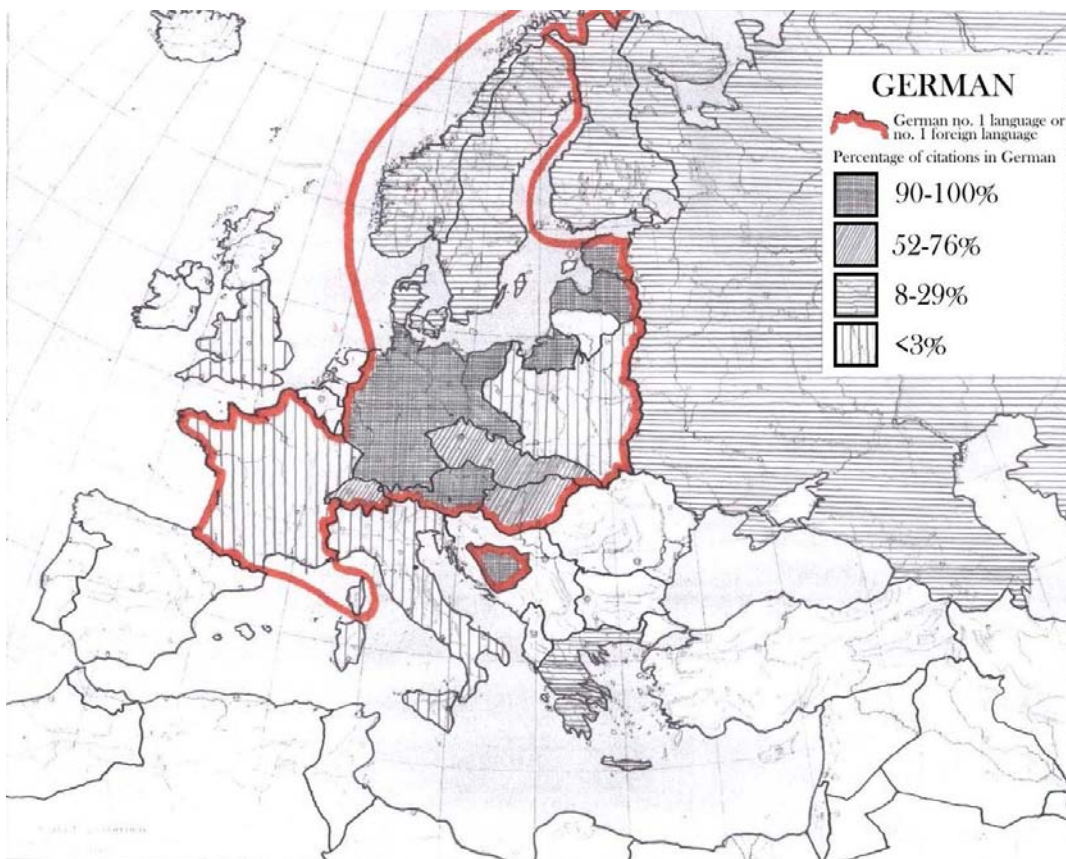 GERMAN
German no. 1 language or
no. 1 foreign language
Percentage of citations in German
90-100%
52-76%
8-29%
<3%